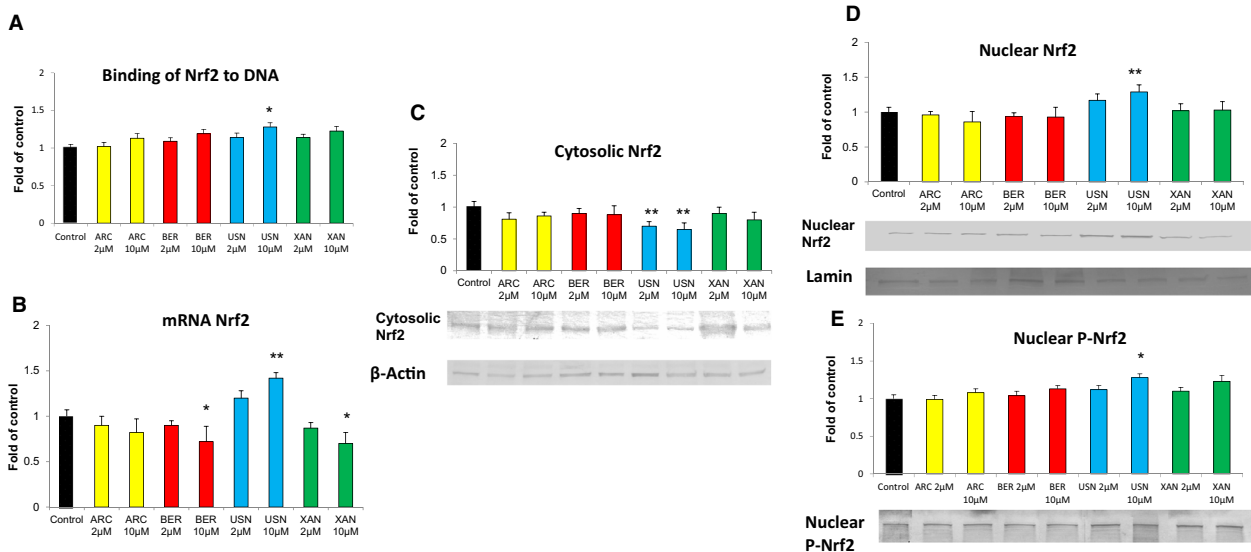 A
Binding of Nrf2 to DNA
Fold of control
2
1.5
1
0.5
0
Control ARC ARC BER BER USN USN XAN XAN
2µM 10µM 2µM 10µM 2µM 10µM 2µM 10µM
*
B
mRNA Nrf2
Fold of control
2
1.5
1
0.5
0
* ** *
Control ARC ARC BER BER USN USN XAN XAN
2µM 10µM 2µM 10µM 2µM 10µM 2µM 10µM
C
Cytosolic Nrf2
Fold of control
2
1.5
1
0.5
0
** **
Control ARC ARC BER BER USN USN XAN XAN
2µM 10µM 2µM 10µM 2µM 10µM 2µM 10µM
Cytosolic
Nrf2
β-Actin
D
Nuclear Nrf2
Fold of control
2
1.5
1
0.5
0
**
Control ARC ARC BER BER USN USN XAN XAN
2µM 10µM 2µM 10µM 2µM 10µM 2µM 10µM
Nuclear
Nrf2
Lamin
E
Nuclear P-Nrf2
Fold of control
2
1.5
1
0.5
0
*
Control ARC 2µM ARC BER 2µM BER USN 2µM USN XAN 2µM XAN
10µM 10µM 10µM 10µM
Nuclear
P-Nrf2